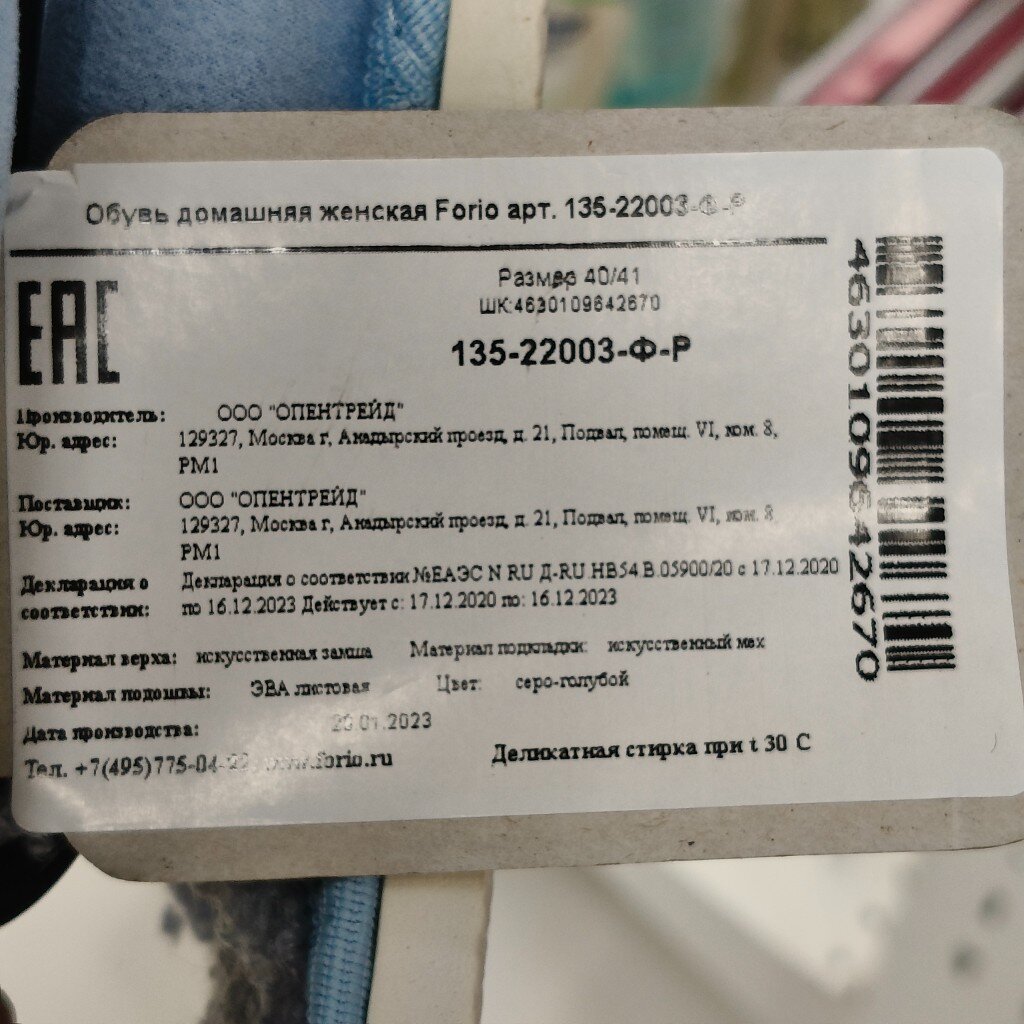 Обувь домашняя женская Forio арт. 135-22003-Ф-Р
EAC
Размер 40/41
ШК:4630109642670
135-22003-Ф-Р
Производитель: ООО "ОПЕНТРЕЙД"
Юр. адрес: 129327, Москва г, Анадырский проезд, д. 21, Подвал, помещ. VI, ком. 8,
РМ1
Поставщик: ООО "ОПЕНТРЕЙД"
Юр. адрес: 129327, Москва г, Анадырский проезд, д. 21, Подвал, помещ. VI, ком. 8
РМ1
Декларация о Декларация о соответствии №ЕАЭС N RU Д-RU НВ54.В.05900/20 с 17.12.2020
соответствии: по 16.12.2023 Действует с: 17.12.2020 по: 16.12.2023
Материал верха: искусственная замша Материал подкладки: искусственный мех
Материал подошвы: ЭВА листовая Цвет: серо-голубой
Дата производства: 20.01.2023
Тел. +7(495)775-04- Деликатная стирка при t 30 С
4630109642670